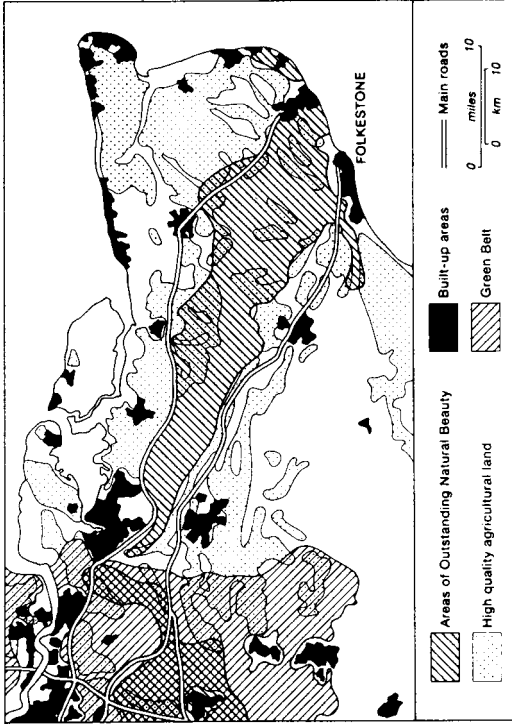 FOLKESTONE
Areas of Outstanding Natural Beauty
High quality agricultural land
Built-up areas
Green Belt
Main roads
0 miles 10
0 km 10